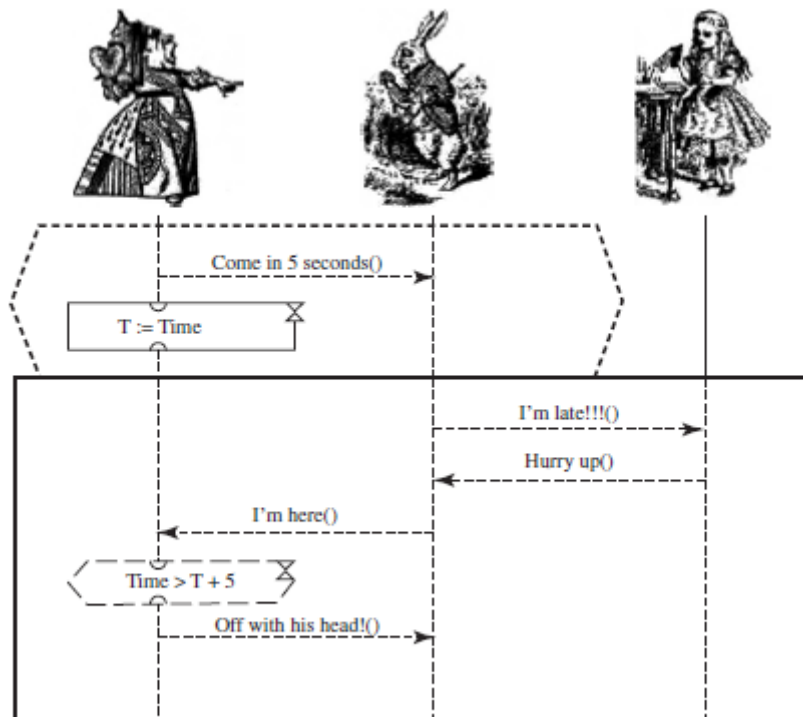 Come in 5 seconds()
T := Time
I'm late!!!()
Hurry up()
I'm here()
Time > T + 5
Off with his head!()